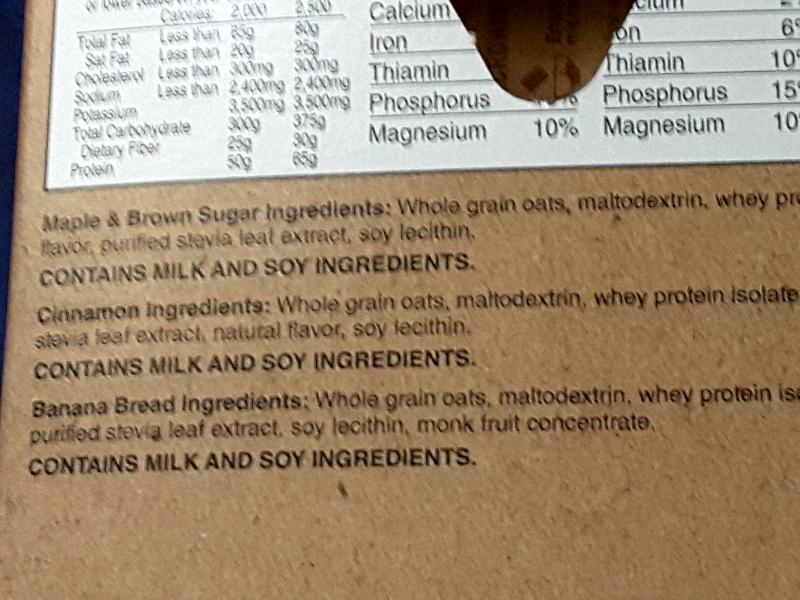 Calories: 2,000 2,500
Total Fat Less than 65g 80g
Sat Fat Less than 20g 25g
Cholesterol Less than 300mg 300mg
Sodium Less than 2,400mg 2,400mg
Potassium 3,500mg 3,500mg
Total Carbohydrate 300g 375g
Dietary Fiber 25g 30g
Protein 50g 65g
Calcium
Iron
Thiamin
Phosphorus
Magnesium 10%
6%
Thiamin 10%
Phosphorus 15%
Magnesium 10
Maple & Brown Sugar Ingredients: Whole grain oats, maltodextrin, whey
flavor, purified stevia leaf extract, soy lecithin.
CONTAINS MILK AND SOY INGREDIENTS.
Cinnamon Ingredients: Whole grain oats, maltodextrin, whey protein isolate
stevia leaf extract, natural flavor, soy lecithin.
CONTAINS MILK AND SOY INGREDIENTS.
Banana Bread Ingredients: Whole grain oats, maltodextrin, whey protein
purified stevia leaf extract, soy lecithin, monk fruit concentrate.
CONTAINS MILK AND SOY INGREDIENTS.